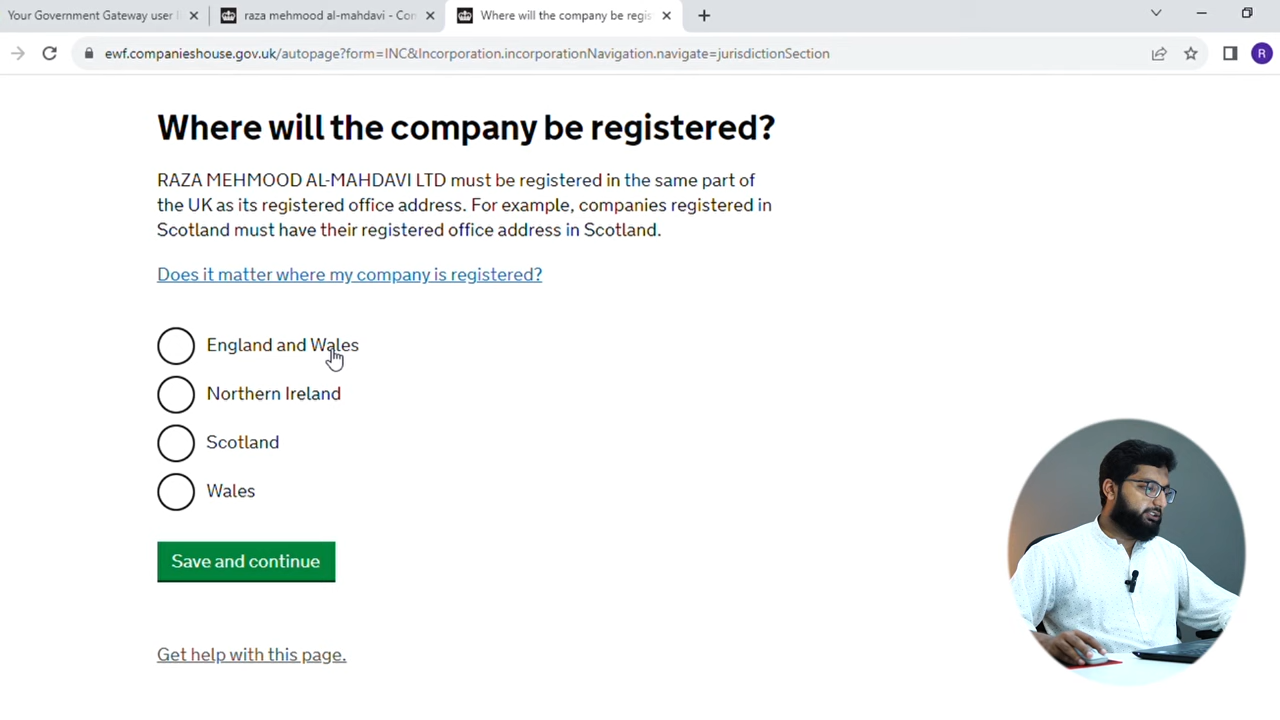 Your Government Gateway user
raza mehmood al-mahdavi - Con
Where will the company be regis
ewf.companieshouse.gov.uk/autopage?form=INC&Incorporation.incorporationNavigation.navigate=jurisdictionSection
R
Where will the company be registered?
RAZA MEHMOOD AL-MAHDAVI LTD must be registered in the same part of
the UK as its registered office address. For example, companies registered in
Scotland must have their registered office address in Scotland.
Does it matter where my company is registered?
England and Wales
Northern Ireland
Scotland
Wales
Save and continue
Get help with this page.